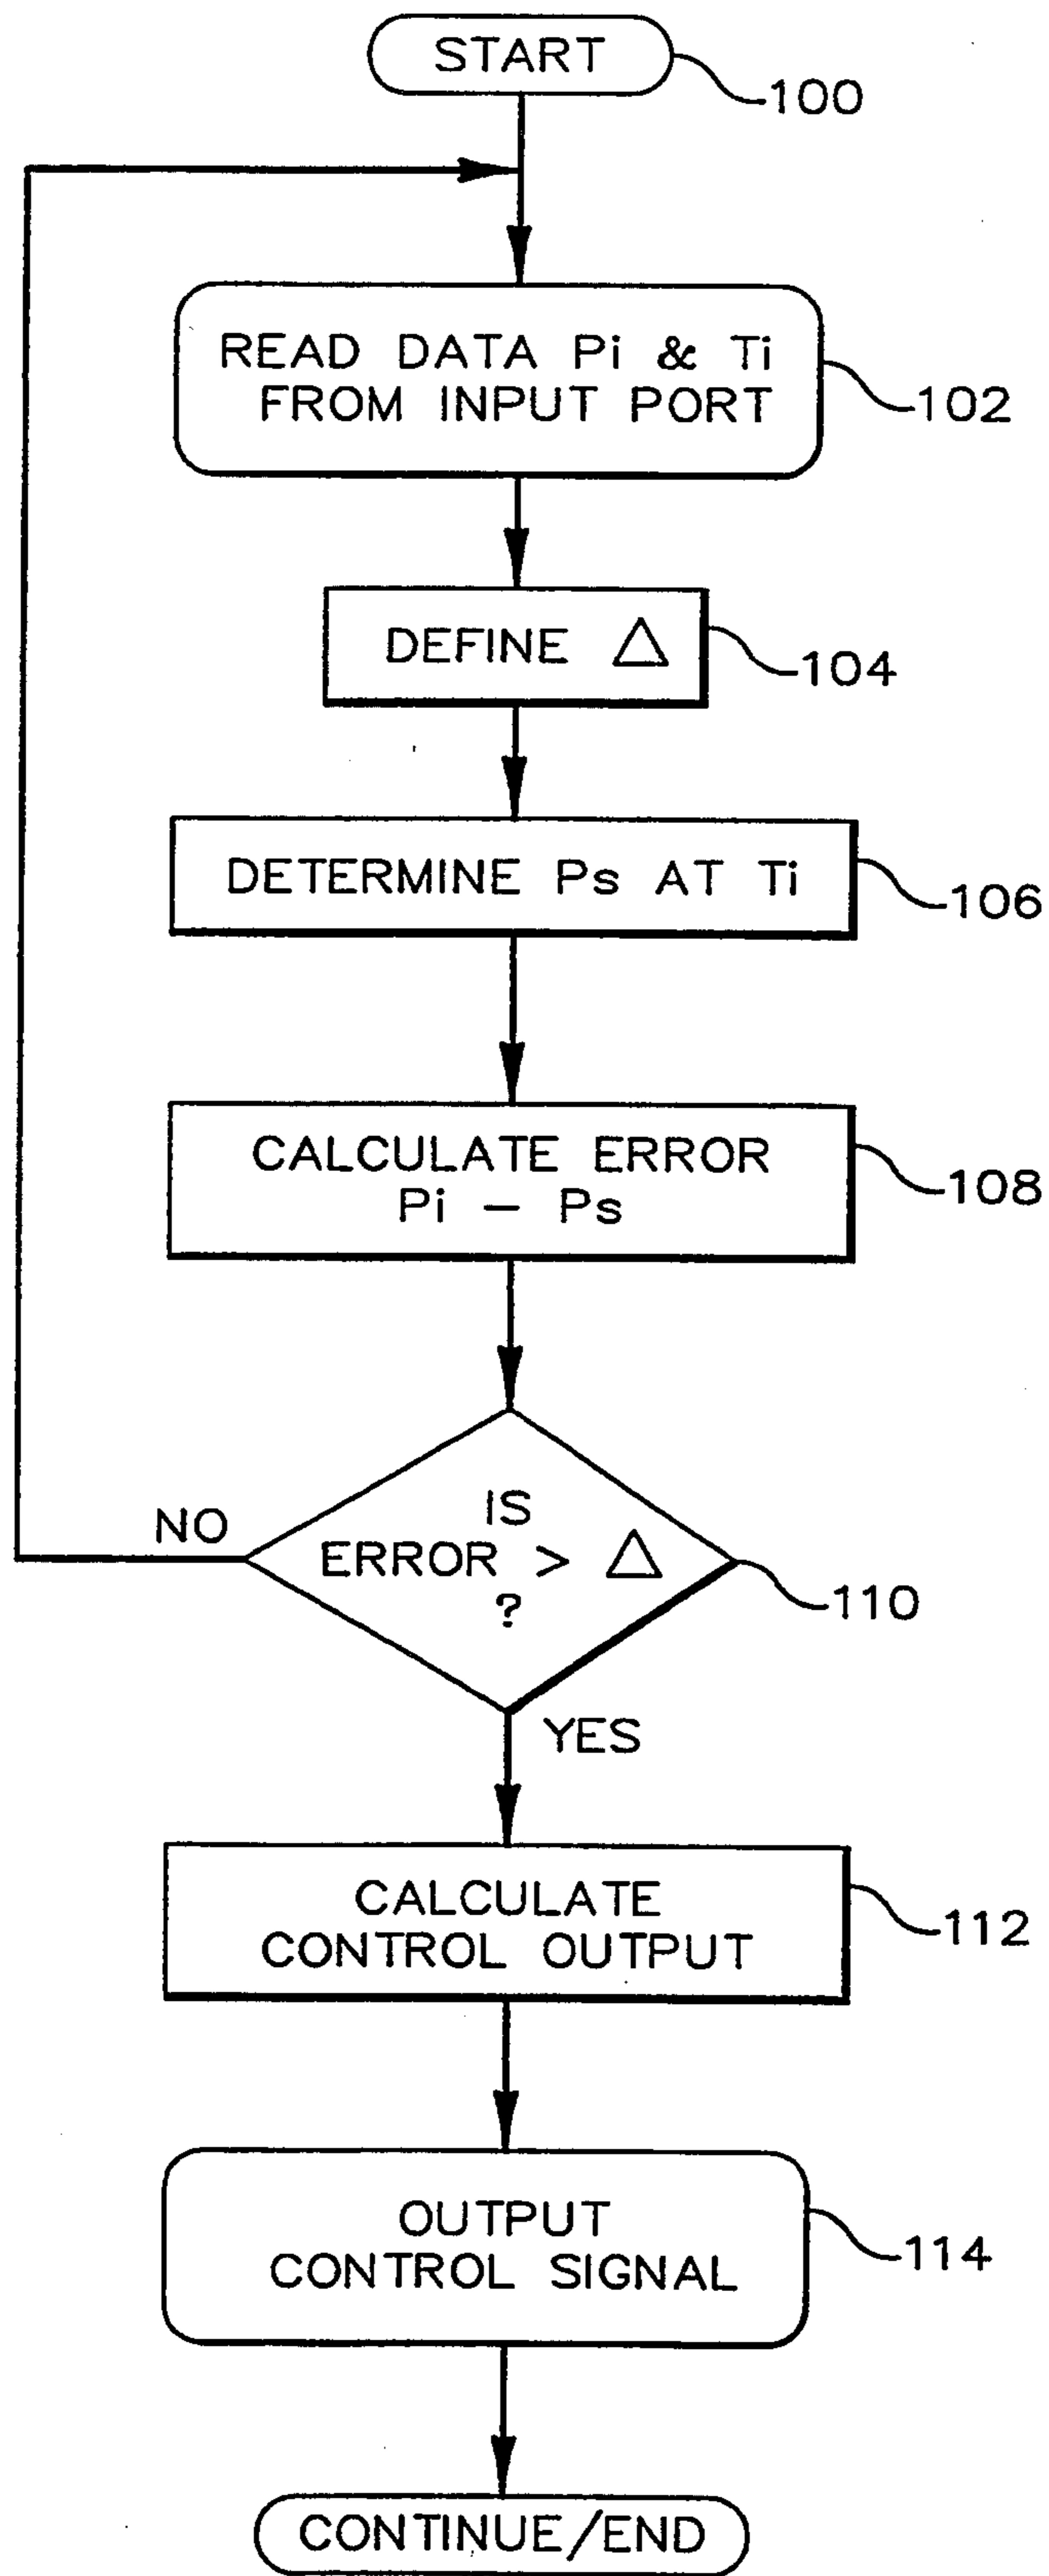 START
100
READ DATA Pi & Ti
FROM INPUT PORT
102
DEFINE △
104
DETERMINE Ps AT Ti
106
CALCULATE ERROR
Pi – Ps
108
IS
ERROR > △
?
110
NO
YES
CALCULATE
CONTROL OUTPUT
112
OUTPUT
CONTROL SIGNAL
114
CONTINUE/END